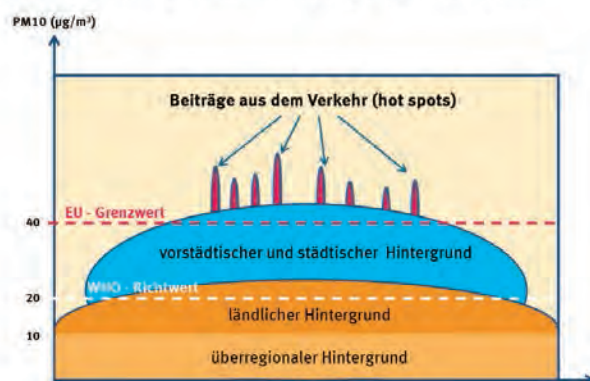 PM10 (µg/m³)
Beiträge aus dem Verkehr (hot spots)
EU - Grenzwert
40
vorstädtischer und städtischer Hintergrund
WHO - Richtwert
20
ländlicher Hintergrund
10
überregionaler Hintergrund